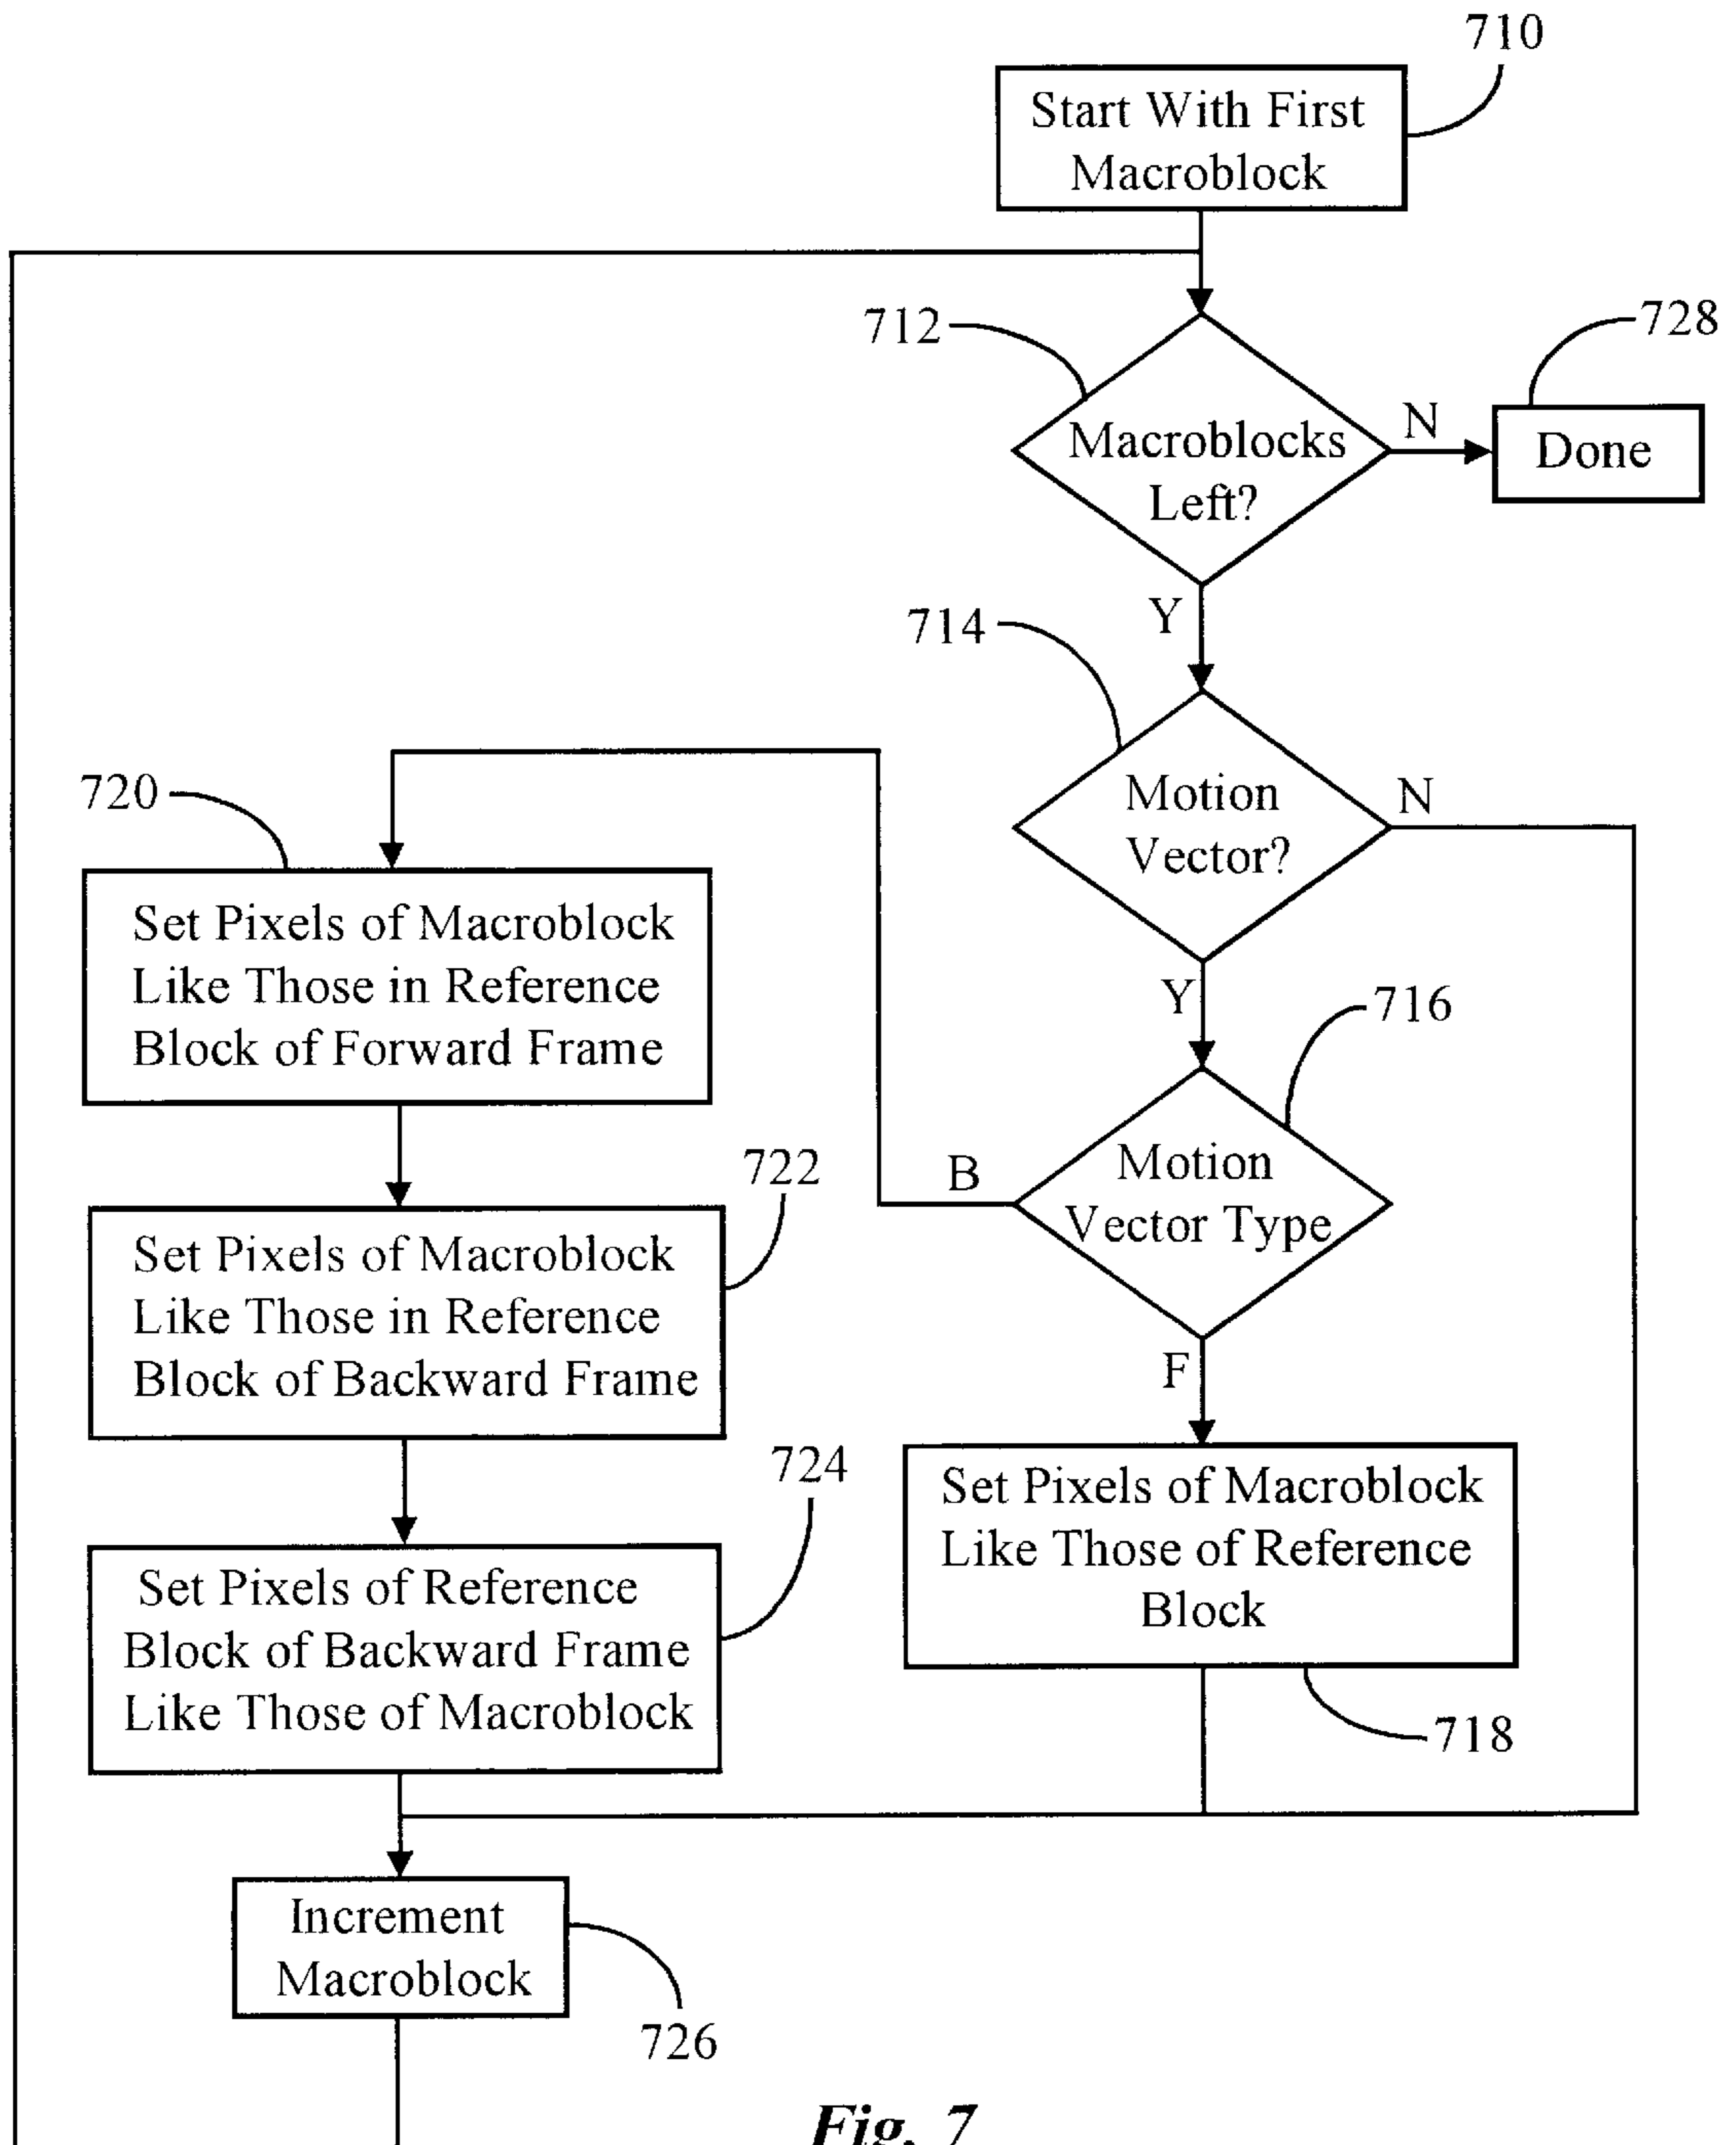 710
Start With First
Macroblock
712
Macroblocks
Left?
N
728
Done
Y
714
Motion
Vector?
N
Y
716
Motion
Vector Type
B
F
720
Set Pixels of Macroblock
Like Those in Reference
Block of Forward Frame
722
Set Pixels of Macroblock
Like Those in Reference
Block of Backward Frame
724
Set Pixels of Reference
Block of Backward Frame
Like Those of Macroblock
Set Pixels of Macroblock
Like Those of Reference
Block
718
Increment
Macroblock
726
Fig. 7